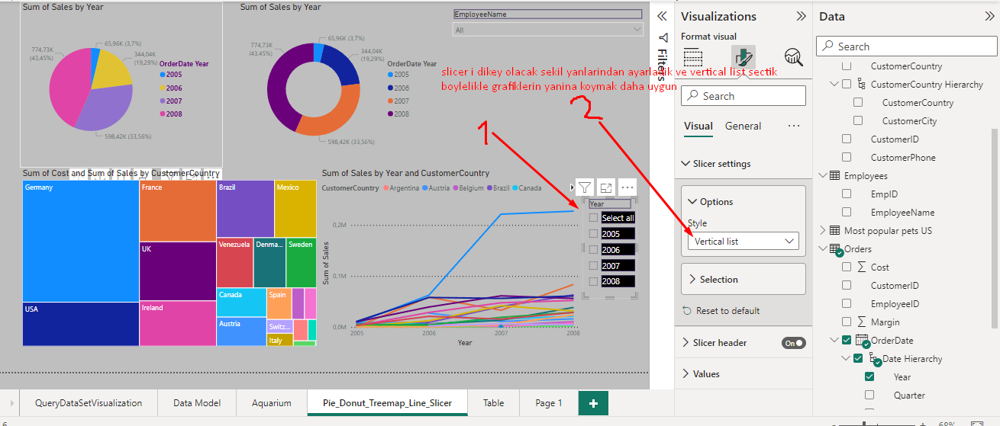 Sum of Sales by Year
65,96K (3,7%)
774,73K
(43,45%)
344,04K
(19,29%)
598,42K (33,56%)
OrderDate Year
2005
2006
2007
2008
Sum of Sales by Year
65,96K (3,7%)
774,73K
(43,45%)
344,04K
(19,29%)
598,42K (33,56%)
OrderDate Year
2005
2006
2007
2008
EmployeeName
All
slicer i dikey olacak sekil yanlarindan ayarladik ve vertical list sectik
boylelikle grafiklerin yanina koymak daha uygun
1
2
Sum of Cost and Sum of Sales by CustomerCountry
Germany
France
Brazil
Mexico
UK
Venezuela
Denma...
Sweden
USA
Ireland
Canada
Spain
Austria
Switz...
Italy
Sum of Sales by Year and CustomerCountry
CustomerCountry Argentina Austria Belgium Brazil Canada
0,2M
0,1M
0,0M
Sum of Sales
2005 2006 2007 2008
Year
Year
Select all
2005
2006
2007
2008
Filters
Visualizations
Format visual
Search
Visual General
Slicer settings
Options
Style
Vertical list
Selection
Reset to default
Slicer header On
Values
Data
Search
CustomerCountry
CustomerCountry Hierarchy
CustomerCountry
CustomerCity
CustomerID
CustomerPhone
Employees
EmpID
EmployeeName
Most popular pets US
Orders
Cost
CustomerID
EmployeeID
Margin
OrderDate
Date Hierarchy
Year
Quarter
QueryDataSetVisualization Data Model Aquarium Pie_Donut_Treemap_Line_Slicer Table Page 1